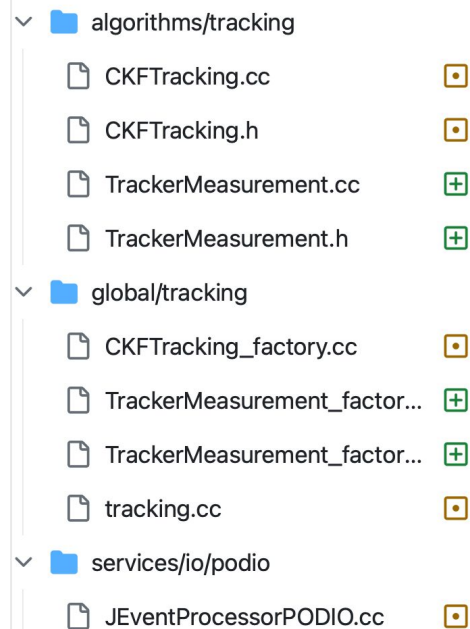 algorithms/tracking
CKFTracking.cc
CKFTracking.h
TrackerMeasurement.cc
TrackerMeasurement.h
global/tracking
CKFTracking_factory.cc
TrackerMeasurement_factor...
TrackerMeasurement_factor...
tracking.cc
services/io/podio
JEventProcessorPODIO.cc